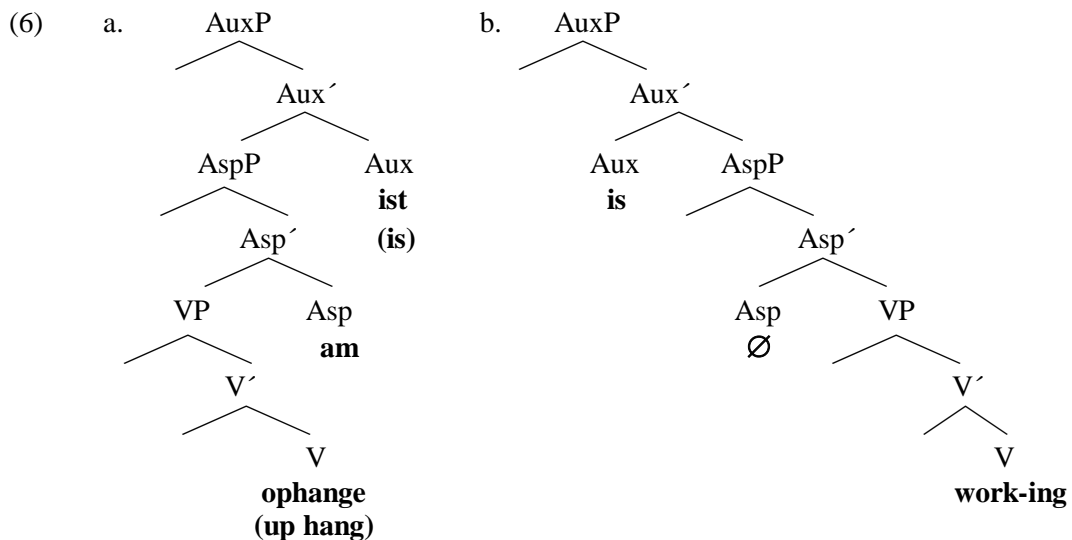 (6) a. AuxP b. AuxP
Aux´ Aux´
AspP Aux Aux AspP
ist is
(is)
Asp´ Asp´
VP Asp Asp VP
am ∅
V´ V´
V V
ophange work-ing
(up hang)